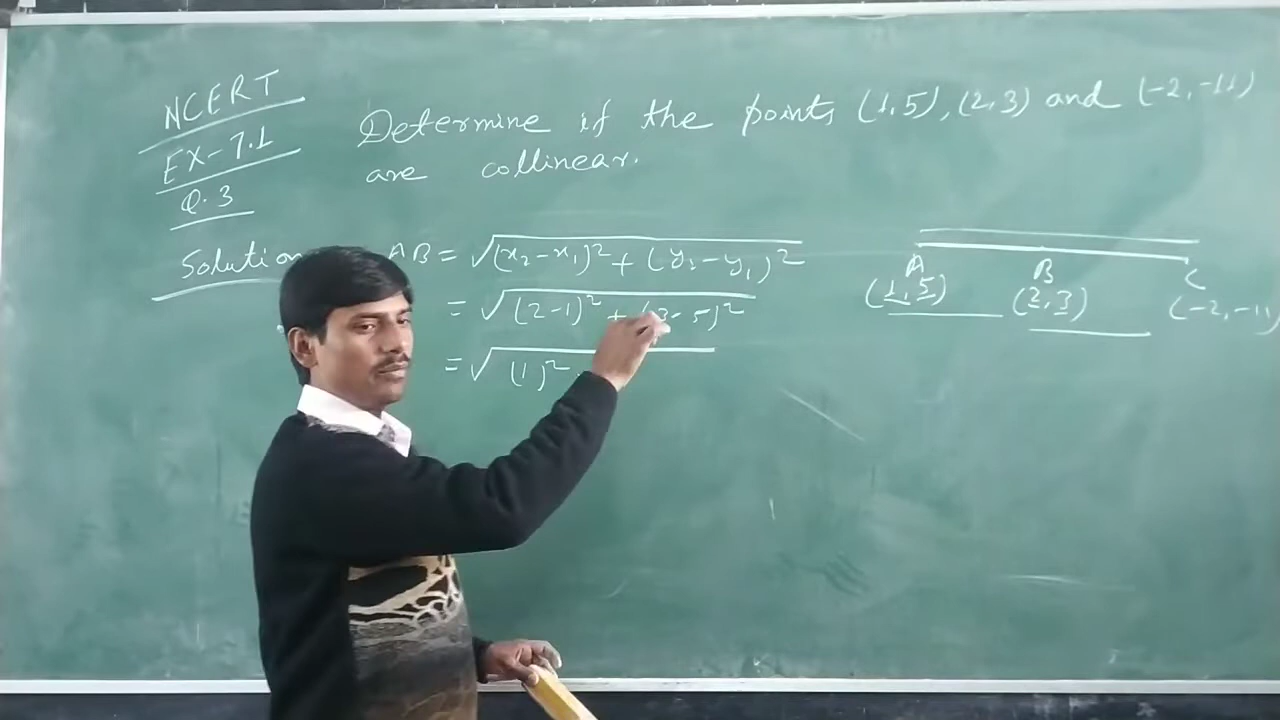 NCERT
EX-7.1
Q.3
Determine if the points (1,5), (2,3) and (-2,-11)
are collinear.
Solution
AB = √(x₂-x₁)² + (y₂-y₁)²
= √(2-1)² + (3-5)²
= √(1)²
A B C
(1,5) (2,3) (-2,-11)